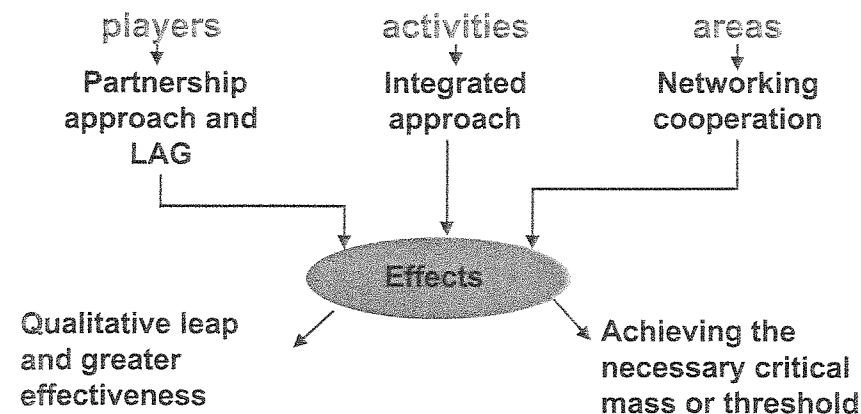 players
activities
areas
Partnership
approach and
LAG
Integrated
approach
Networking
cooperation
Effects
Qualitative leap
and greater
effectiveness
Achieving the
necessary critical
mass or threshold